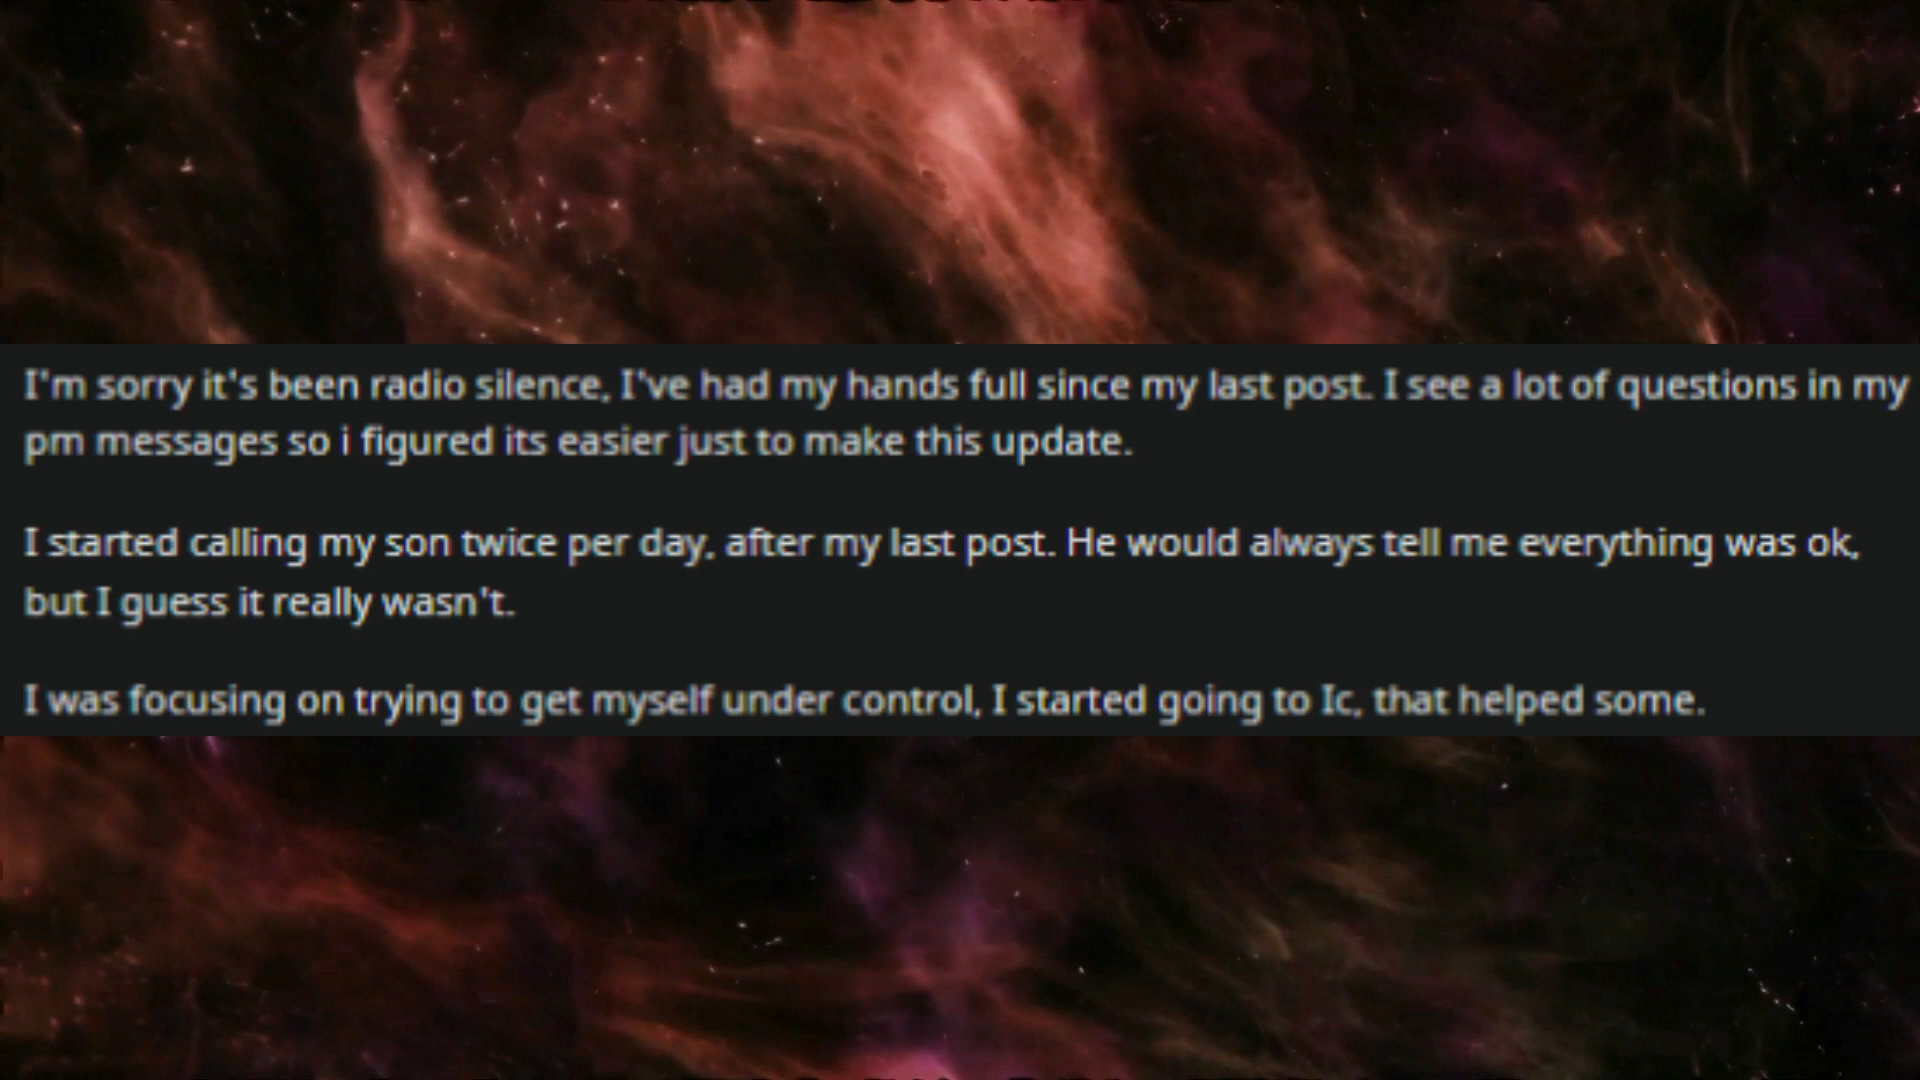 I'm sorry it's been radio silence, I've had my hands full since my last post. I see a lot of questions in my
pm messages so i figured its easier just to make this update.
I started calling my son twice per day, after my last post. He would always tell me everything was ok,
but I guess it really wasn't.
I was focusing on trying to get myself under control, I started going to Ic, that helped some.